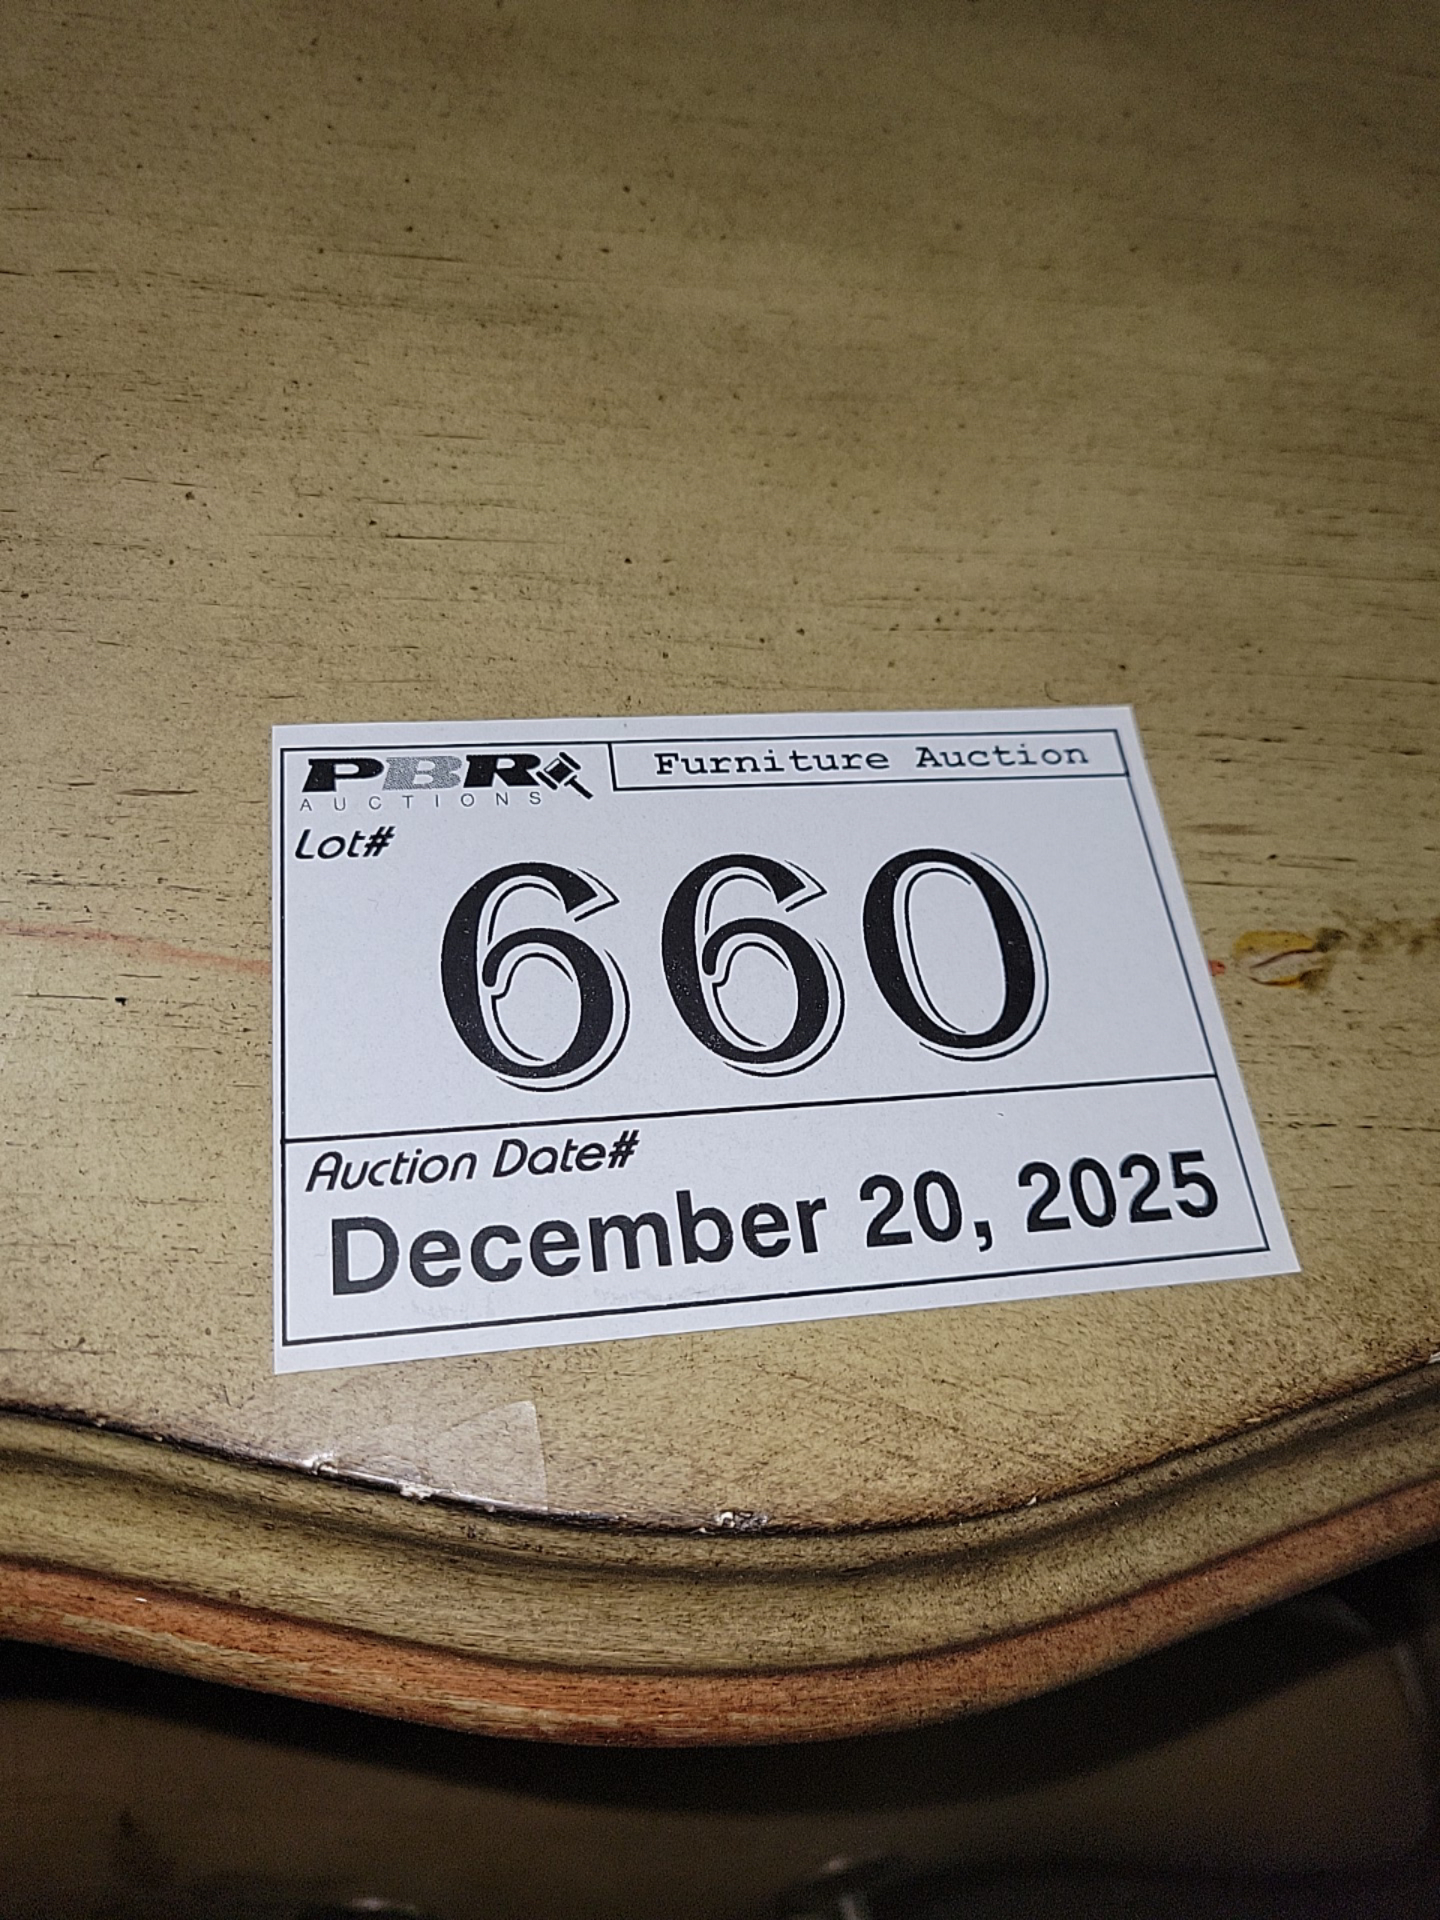 PBR Furniture Auction
AUCTIONS
Lot#
660
Auction Date#
December 20, 2025